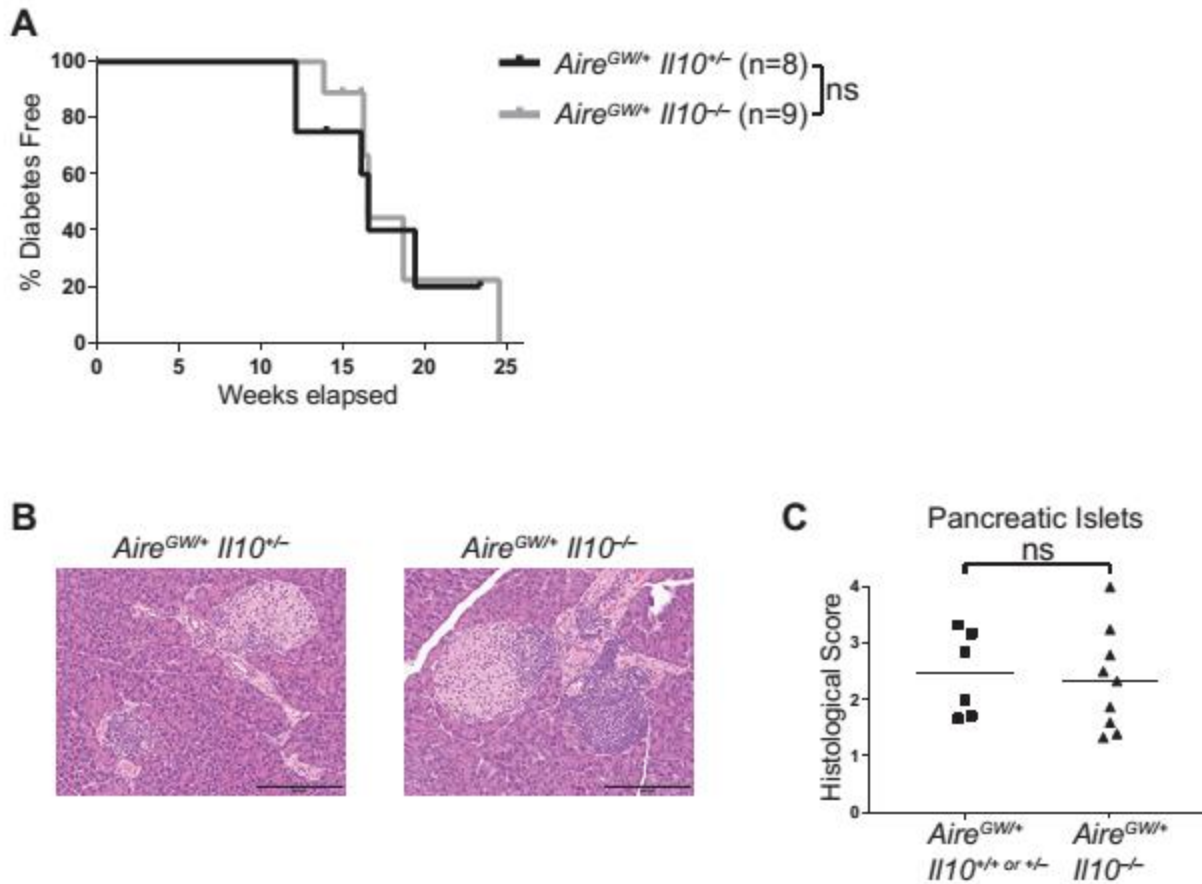 A
100
80
60
40
20
0
% Diabetes Free
0 5 10 15 20 25
Weeks elapsed
Aire^GW/+ Il10^+/– (n=8)
Aire^GW/+ Il10^–/– (n=9)
ns
B
Aire^GW/+ Il10^+/–
Aire^GW/+ Il10^–/–
C
Pancreatic Islets
ns
4
3
2
1
0
Histological Score
Aire^GW/+
Il10^+/+ or +/–
Aire^GW/+
Il10^–/–